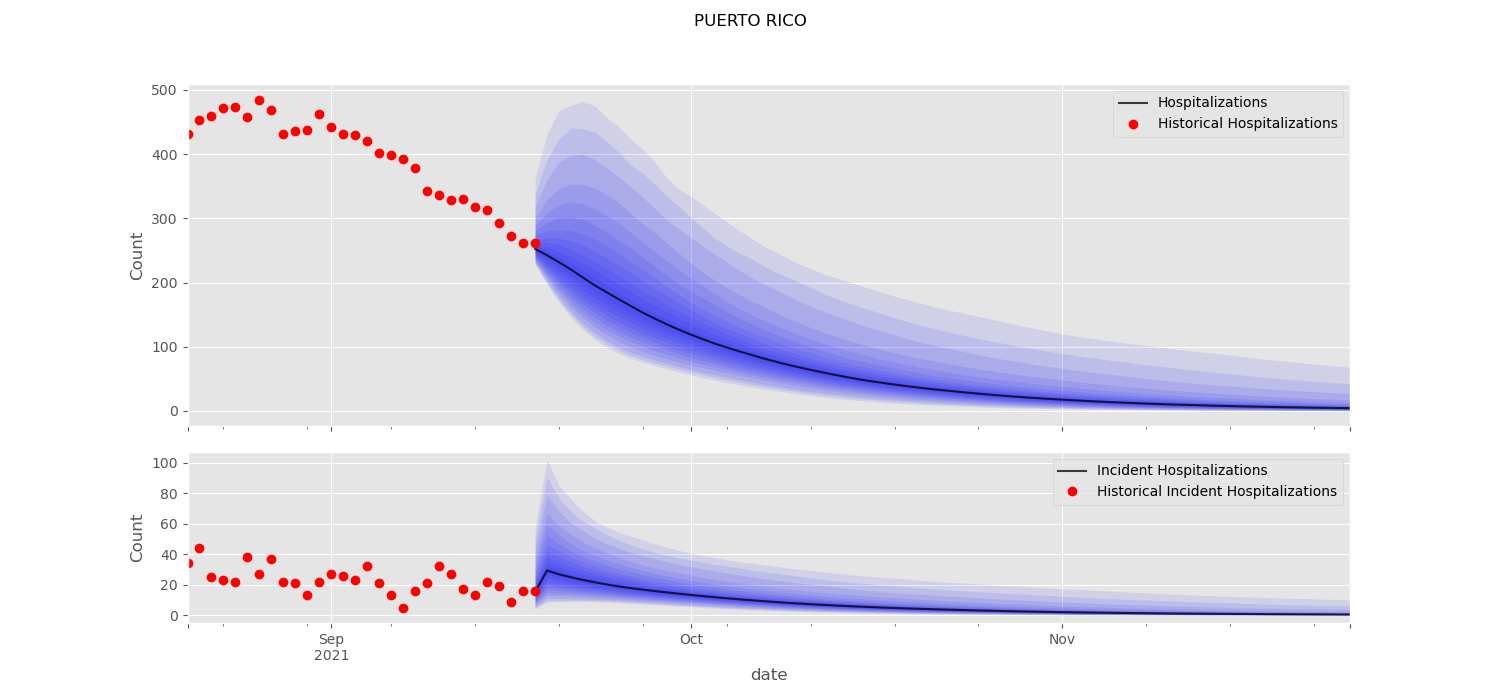 PUERTO RICO
500
400
300
200
100
0
Count
Hospitalizations
Historical Hospitalizations
100
80
60
40
20
0
Count
Incident Hospitalizations
Historical Incident Hospitalizations
Sep
2021
Oct
Nov
date